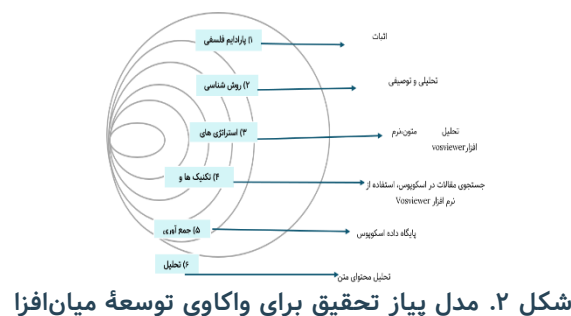 ۱) پارادایم فلسفی
اثبات
۲) روش شناسی
تحلیلی و توصیفی
۳) استراتژی های
تحلیل متون،نرم
افزارvosviewer
۴) تکنیک ها و
جستجوی مقالات در اسکوپوس، استفاده از
نرم افزار Vosviewer
۵) جمع آوری
پایگاه داده اسکوپوس
۶) تحلیل
تحلیل محتوای متن
شکل ۲. مدل پیاز تحقیق برای واکاوی توسعهٔ میان‌افزا